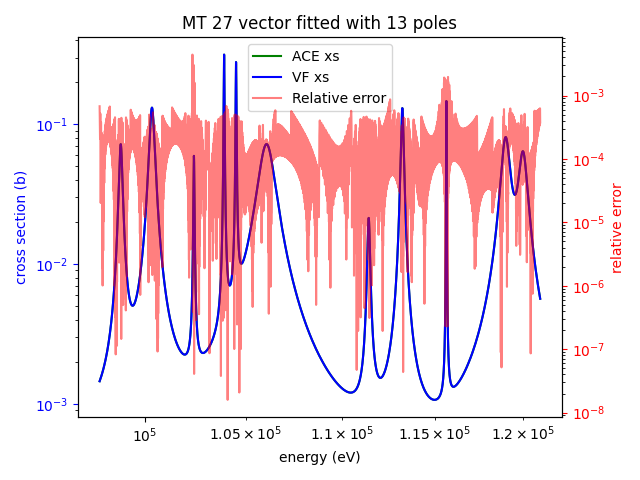 MT 27 vector fitted with 13 poles
ACE xs
VF xs
Relative error
10⁻¹
10⁻²
10⁻³
cross section (b)
10⁻³
10⁻⁴
10⁻⁵
10⁻⁶
10⁻⁷
10⁻⁸
relative error
10⁵
1.05 × 10⁵
1.1 × 10⁵
1.15 × 10⁵
1.2 × 10⁵
energy (eV)